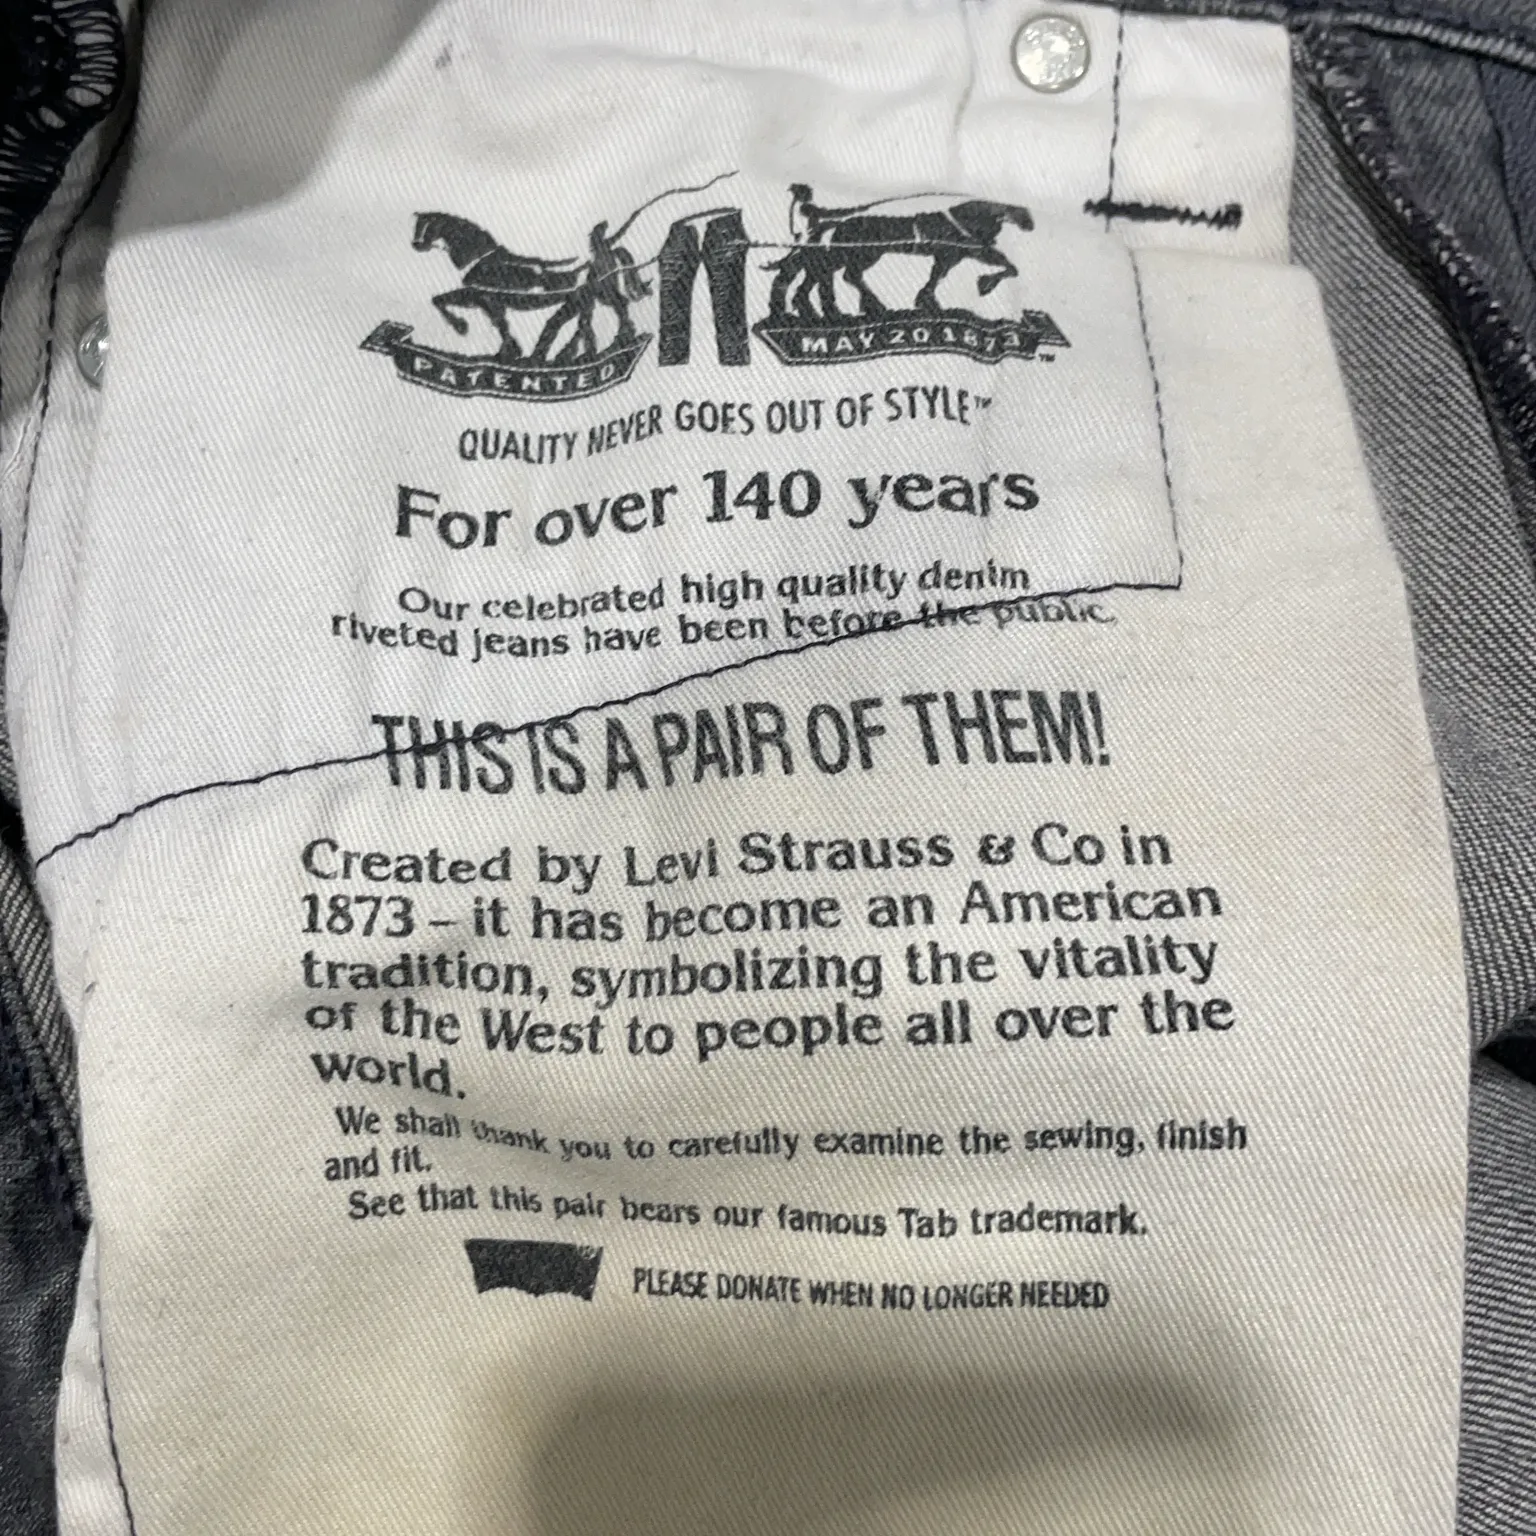 PATENTED
MAY 20 1873 ™
QUALITY NEVER GOES OUT OF STYLE™
For over 140 years
Our celebrated high quality denim
riveted jeans have been before the public.
THIS IS A PAIR OF THEM!
Created by Levi Strauss & Co in
1873 – it has become an American
tradition, symbolizing the vitality
of the West to people all over the
world.
We shall thank you to carefully examine the sewing, finish
and fit.
See that this pair bears our famous Tab trademark.
PLEASE DONATE WHEN NO LONGER NEEDED